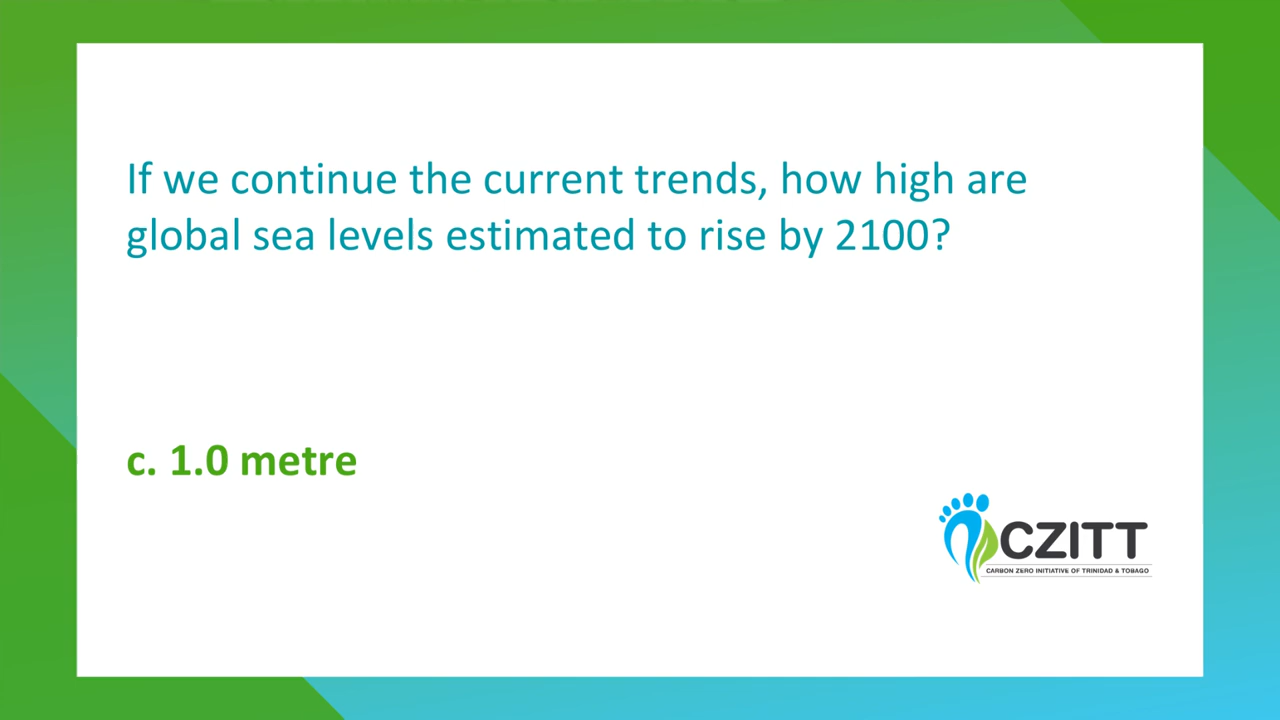 If we continue the current trends, how high are
global sea levels estimated to rise by 2100?
c. 1.0 metre
CZITT
CARBON ZERO INITIATIVE OF TRINIDAD & TOBAGO